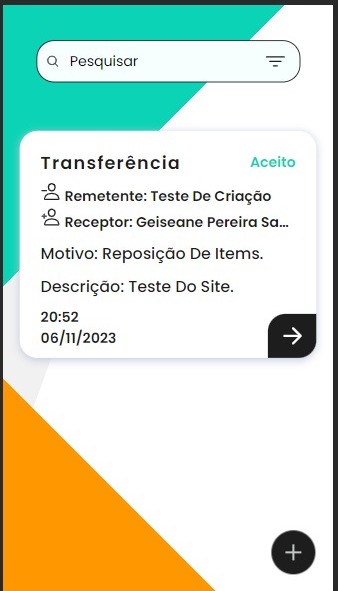 Pesquisar
Transferência
Aceito
Remetente: Teste De Criação
Receptor: Geiseane Pereira Sa...
Motivo: Reposição De Items.
Descrição: Teste Do Site.
20:52
06/11/2023